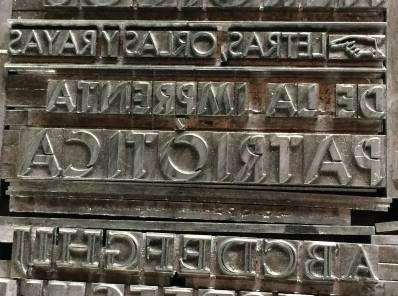 LETRAS, ORLAS Y RAYAS
DE LA IMPRENTA
PATRIÓTICA
ABCDEFGHIJ